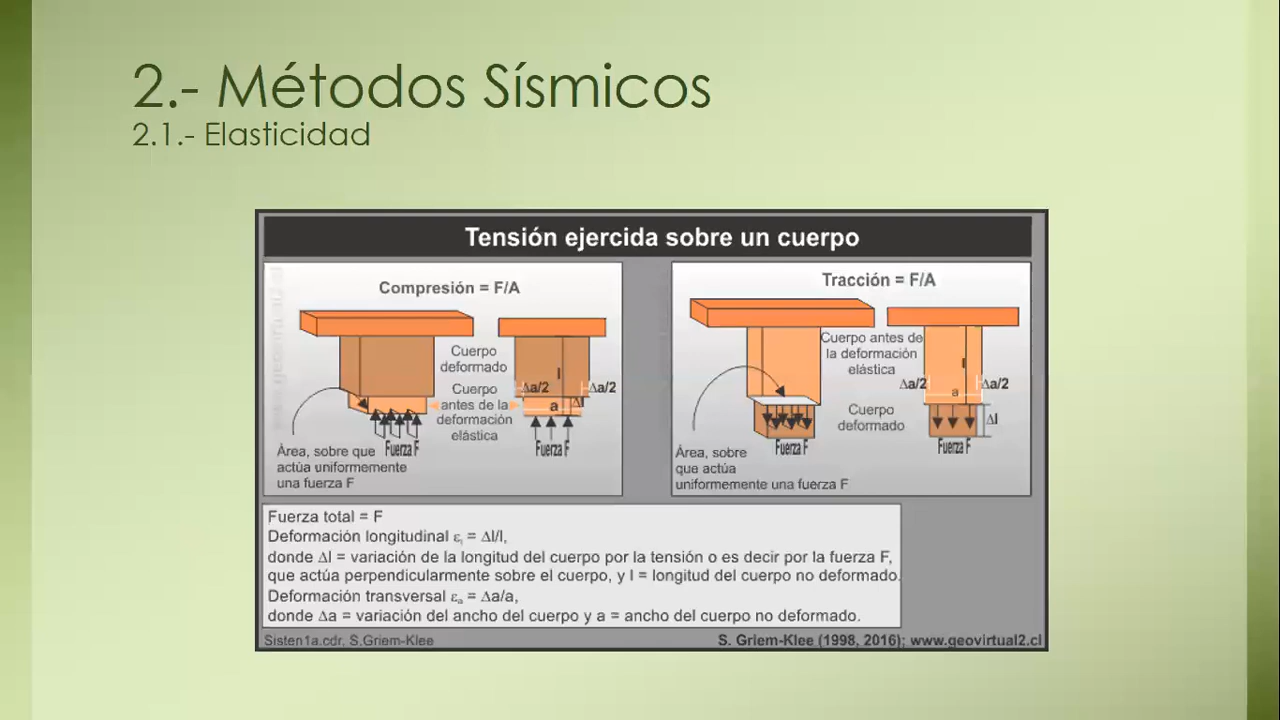 2.- Métodos Sísmicos
2.1.- Elasticidad
Tensión ejercida sobre un cuerpo
Compresión = F/A
Cuerpo
deformado
Cuerpo
antes de la
deformación
elástica
l
Δa/2
Δa/2
a
Δl
Fuerza F
Fuerza F
Área, sobre que
actúa uniformemente
una fuerza F
Tracción = F/A
Cuerpo antes de
la deformación
elástica
Cuerpo
deformado
l
Δa/2
Δa/2
a
Δl
Fuerza F
Fuerza F
Área, sobre
que actúa
uniformemente una fuerza F
Fuerza total = F
Deformación longitudinal εₗ = Δl/l,
donde Δl = variación de la longitud del cuerpo por la tensión o es decir por la fuerza F,
que actúa perpendicularmente sobre el cuerpo, y l = longitud del cuerpo no deformado.
Deformación transversal εₐ = Δa/a,
donde Δa = variación del ancho del cuerpo y a = ancho del cuerpo no deformado.
Sisten1a.cdr, S.Griem-Klee
S. Griem-Klee (1998, 2016); www.geovirtual2.cl